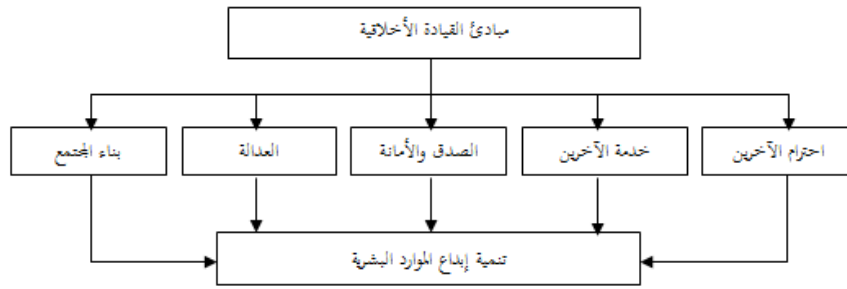 مبادئ القيادة الأخلاقية
احترام الآخرين
خدمة الآخرين
الصدق والأمانة
العدالة
بناء المجتمع
تنمية إبداع الموارد البشرية